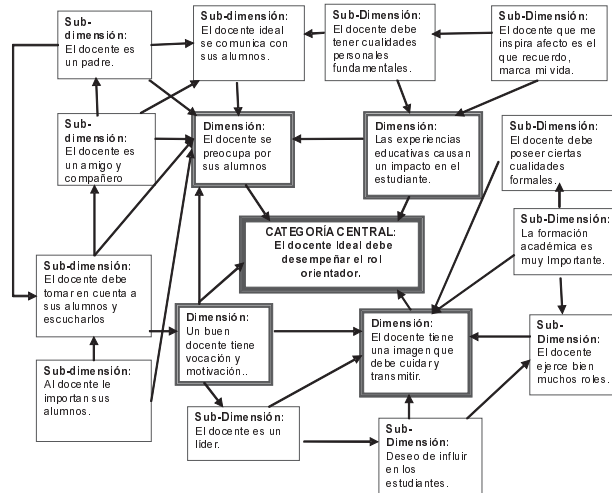 Sub-
dimensión:
El docente es
un padre.
Sub-dimensión:
El docente ideal
se comunica con
sus alumnos.
Sub-Dimensión:
El docente debe
tener cualidades
personales
fundamentales.
Sub-Dimensión:
El docente que me
inspira afecto es el
que recuerdo,
marca mi vida.
Sub-
dimensión:
El docente es
un amigo y
compañero
Dimensión:
El docente se
preocupa por
sus alumnos
Dimensión:
Las experiencias
educativas causan
un impacto en el
estudiante.
Sub-Dimensión:
El docente debe
poseer ciertas
cualidades
formales.
CATEGORÍA CENTRAL:
El docente Ideal debe
desempeñar el rol
orientador.
Sub-Dimensión:
La formación
académica es
muy Importante.
Sub-dimensión:
El docente debe
tomar en cuenta a
sus alumnos y
escucharlos
Dimensión:
Un buen
docente tiene
vocación y
motivación..
Dimensión:
El docente tiene
una imagen que
debe cuidar y
transmitir.
Sub-
Dimensión:
El docente
ejerce bien
muchos roles.
Sub-dimensión:
Al docente le
importan sus
alumnos.
Sub-Dimensión:
El docente es un
líder.
Sub-
Dimensión:
Deseo de influir
en los
estudiantes.